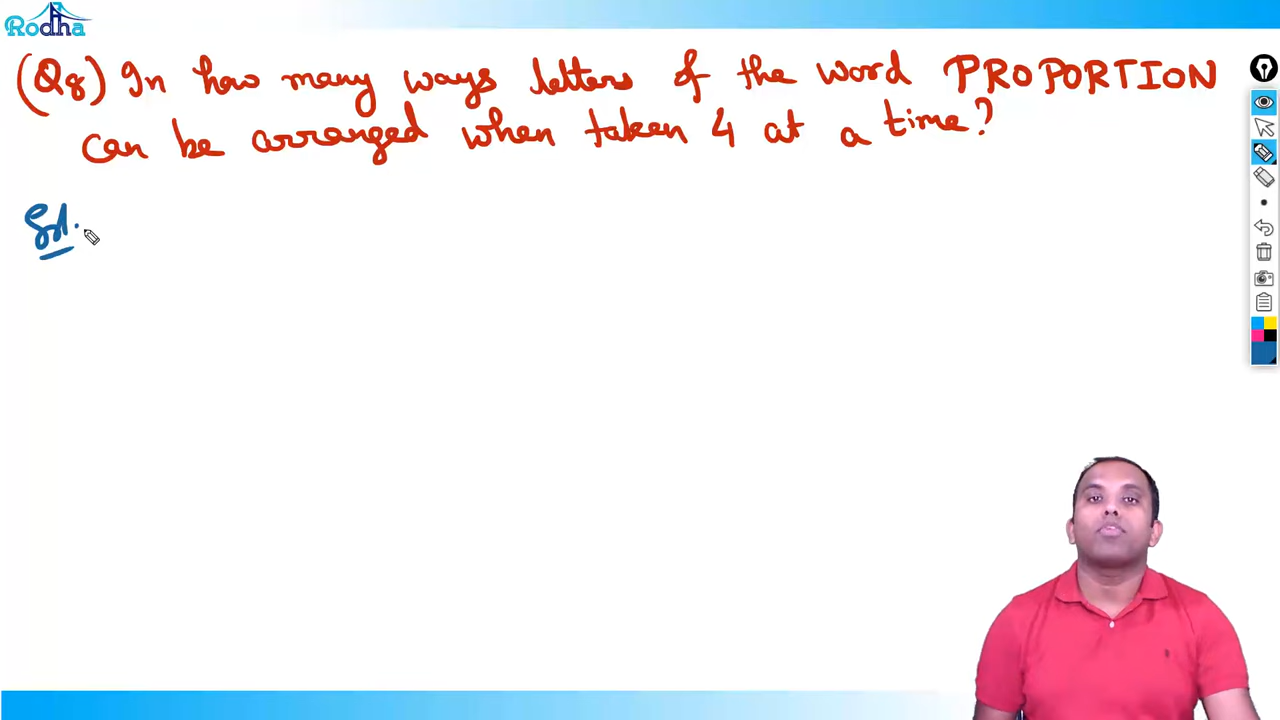 Rodha
(Q8) In how many ways letters of the word PROPORTION
can be arranged when taken 4 at a time?
Sol.